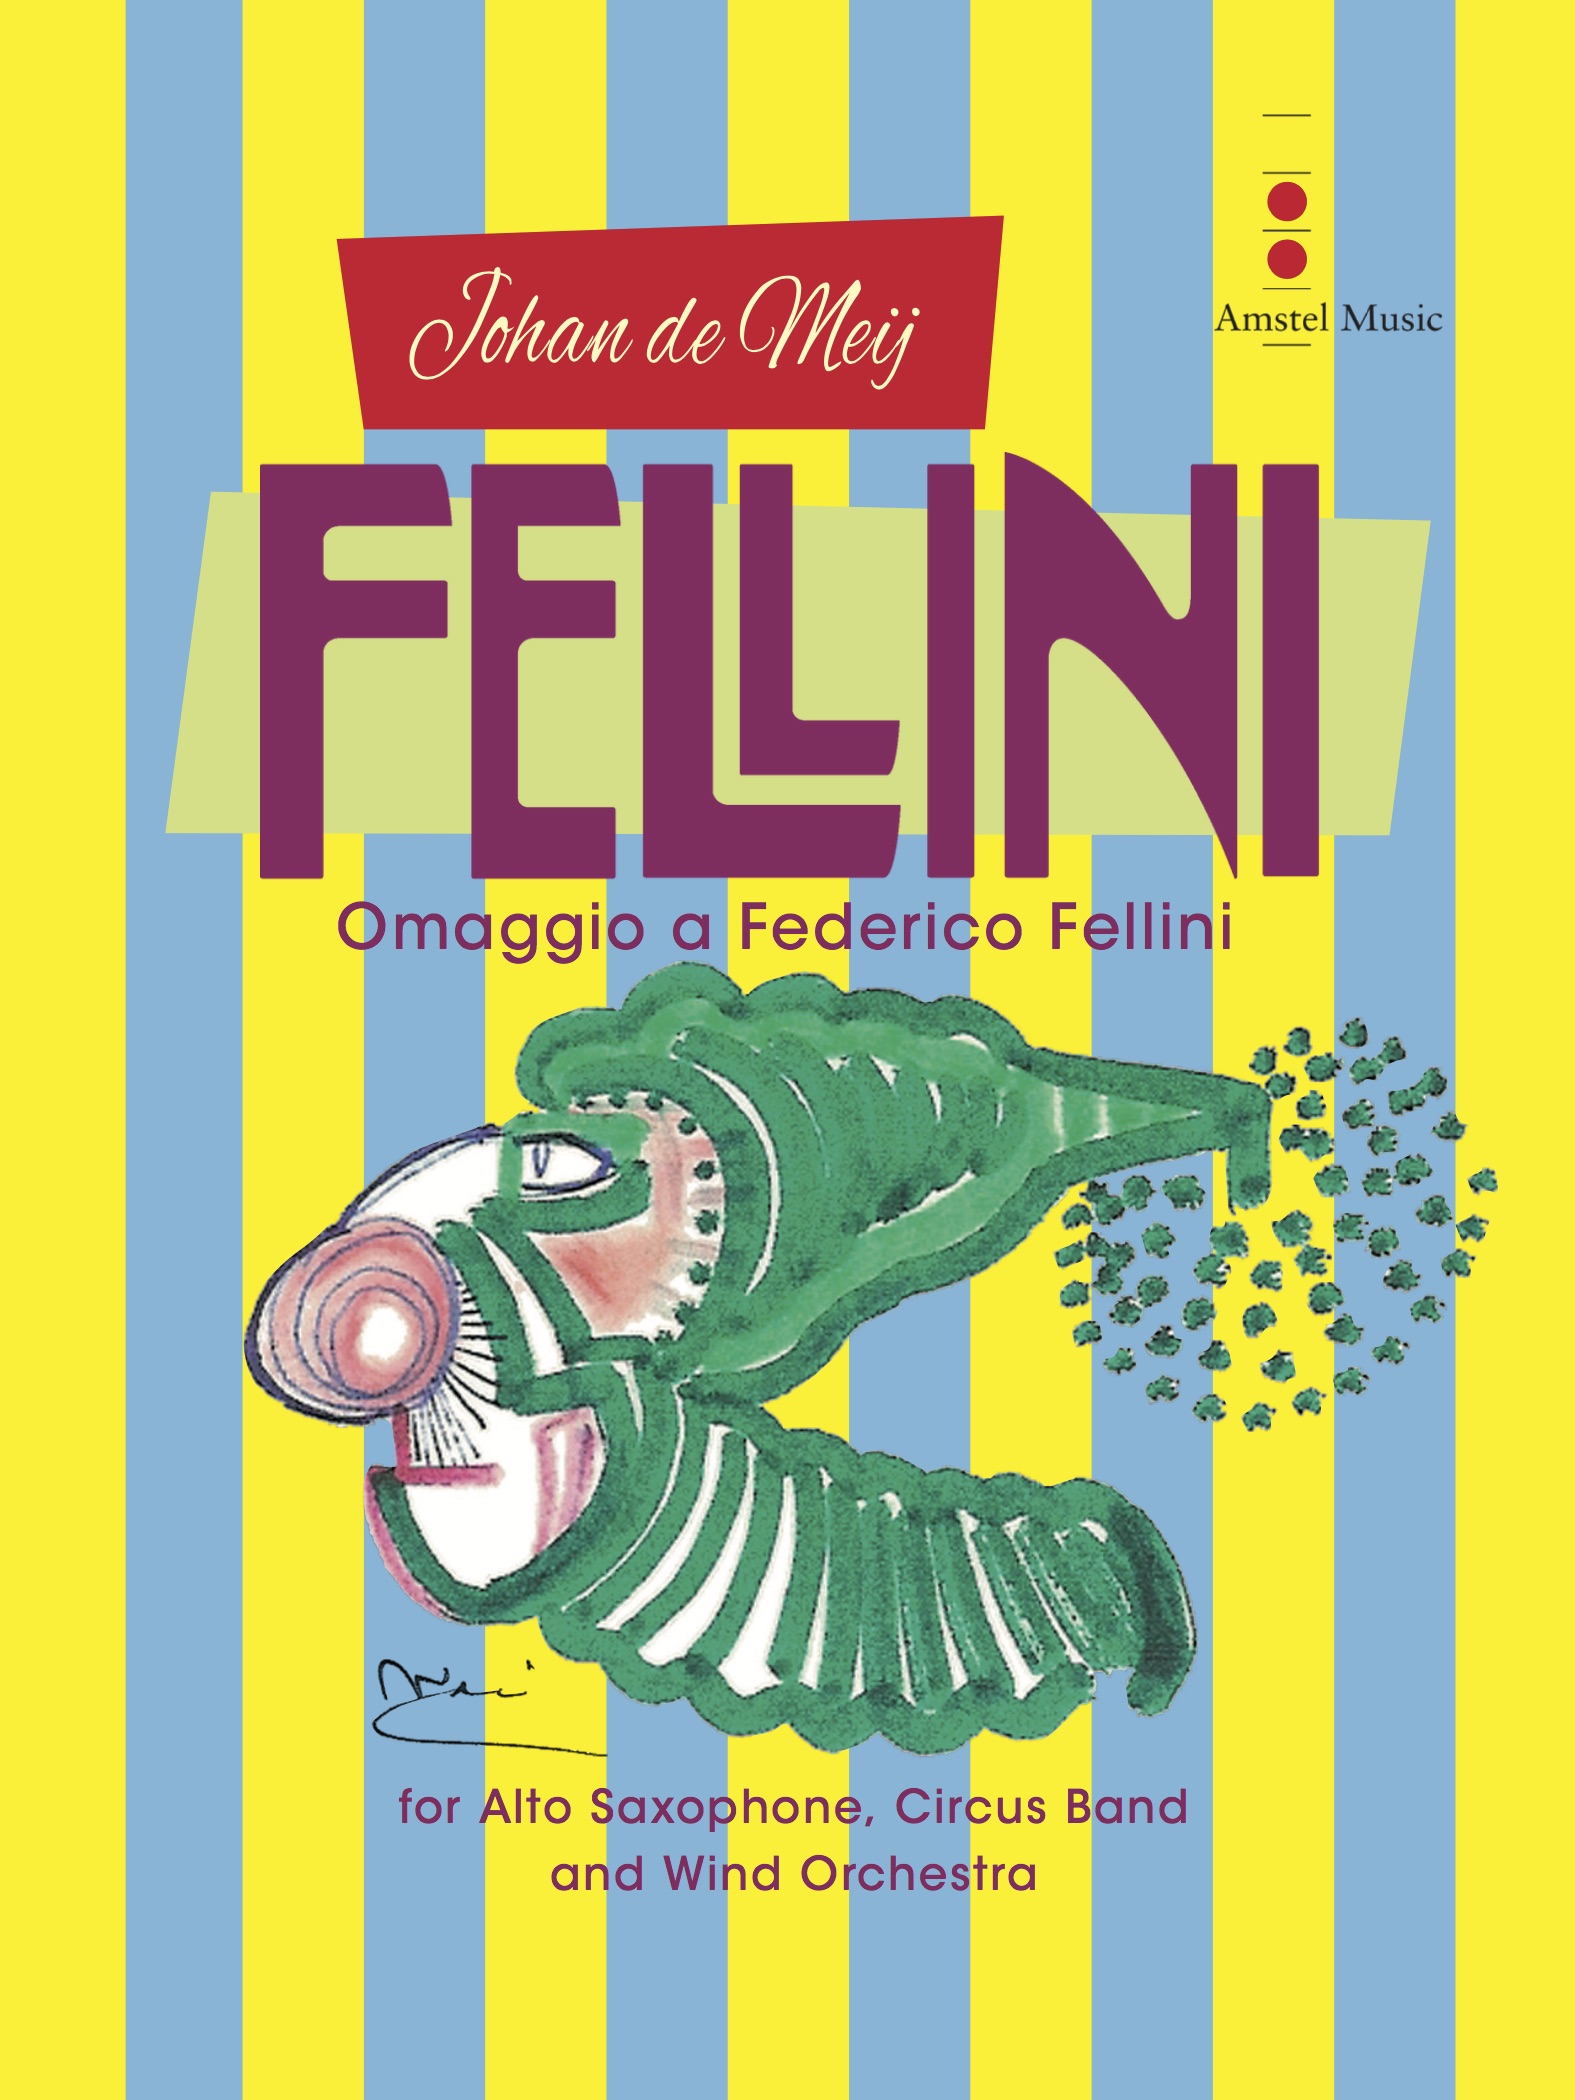 Johan de Meij
Amstel Music
FELLINI
Omaggio a Federico Fellini
for Alto Saxophone, Circus Band
and Wind Orchestra